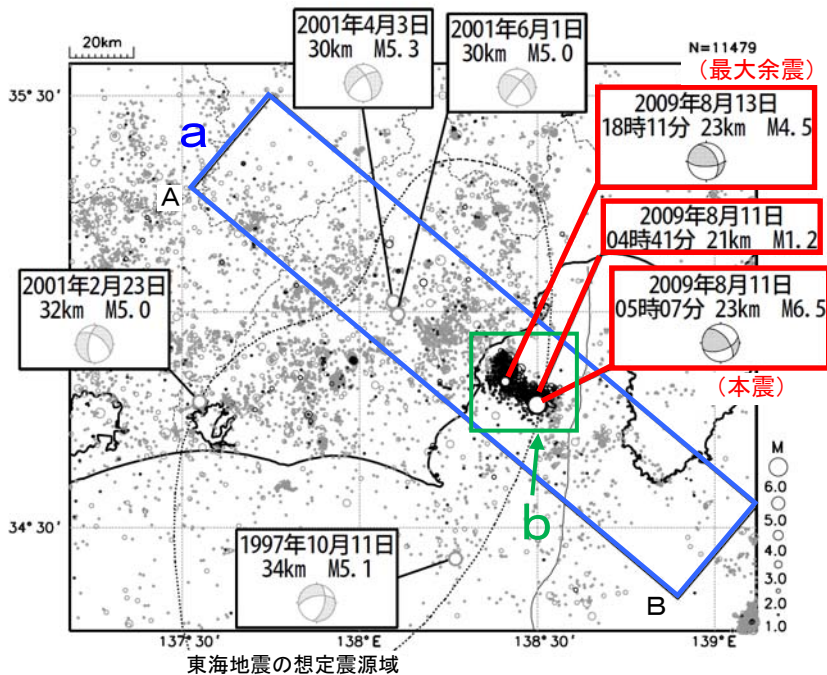 20km
N=11479
2001年4月3日
30km M5.3
2001年6月1日
30km M5.0
（最大余震）
2009年8月13日
18時11分 23km M4.5
2009年8月11日
04時41分 21km M1.2
2009年8月11日
05時07分 23km M6.5
（本震）
35°30′
a
A
2001年2月23日
32km M5.0
b
M
6.0
5.0
4.0
3.0
2.0
1.0
34°30′
1997年10月11日
34km M5.1
B
137°30′
138°E
138°30′
139°E
東海地震の想定震源域